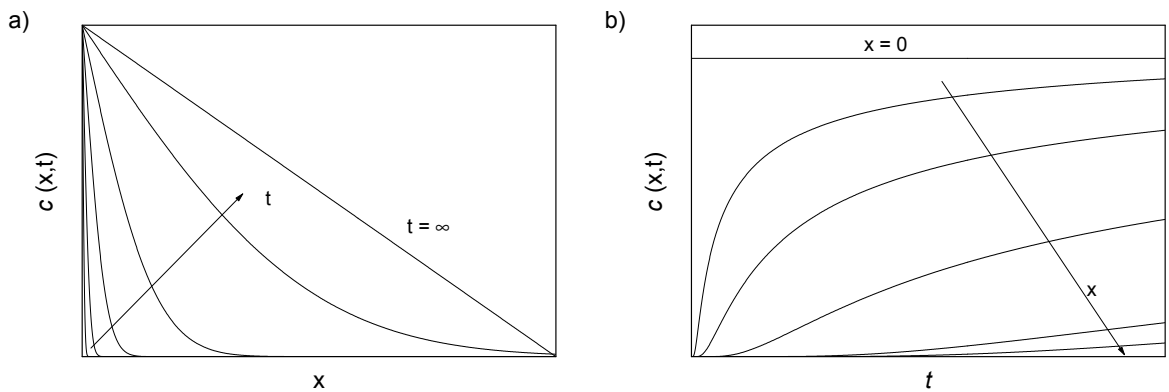 a)
c (x,t)
t
t = ∞
x
b)
x = 0
c (x,t)
x
t